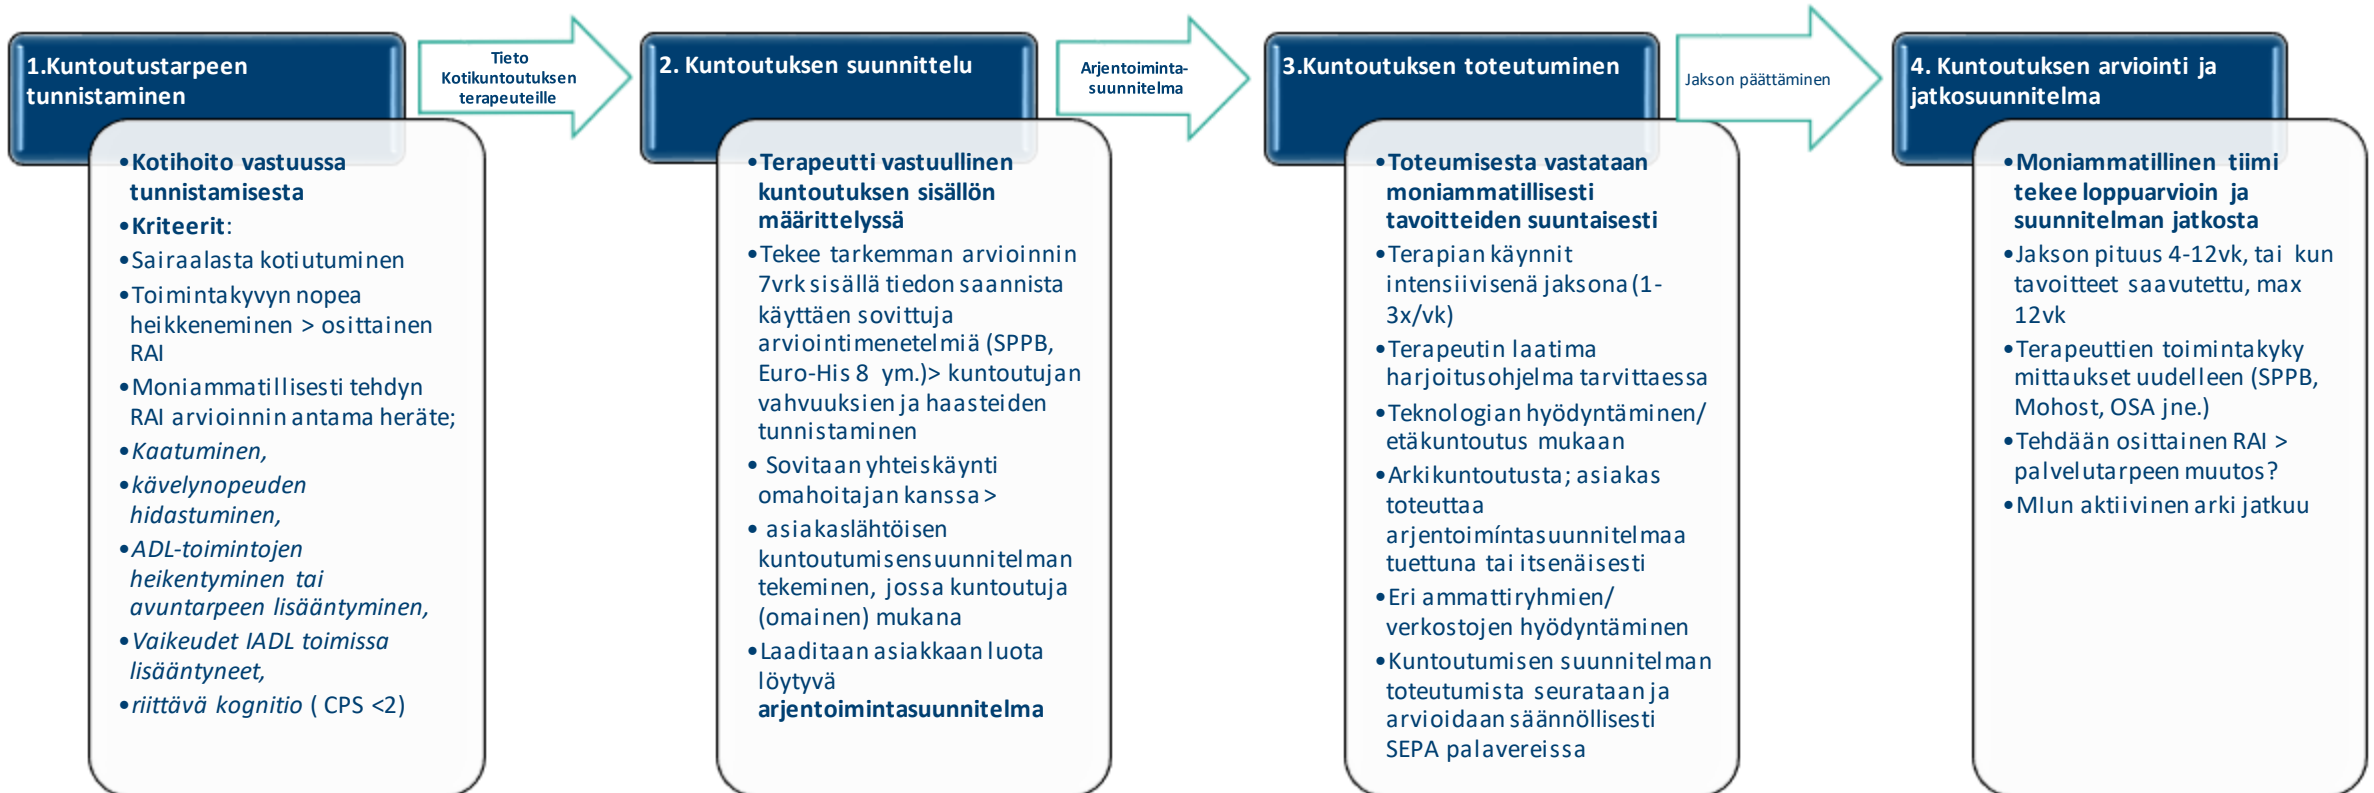 1.Kuntoutustarpeen
tunnistaminen
•Kotihoito vastuussa
tunnistamisesta
•Kriteerit:
•Sairaalasta kotiutuminen
•Toimintakyvyn nopea
heikkeneminen > osittainen
RAI
•Moniammatillisesti tehdyn
RAI arvioinnin antama heräte;
•Kaatuminen,
•kävelynopeuden
hidastuminen,
•ADL-toimintojen
heikentyminen tai
avuntarpeen lisääntyminen,
•Vaikeudet IADL toimissa
lisääntyneet,
•riittävä kognitio ( CPS <2)
Tieto
Kotikuntoutuksen
terapeuteille
2. Kuntoutuksen suunnittelu
•Terapeutti vastuullinen
kuntoutuksen sisällön
määrittelyssä
•Tekee tarkemman arvioinnin
7vrk sisällä tiedon saannista
käyttäen sovittuja
arviointimenetelmiä (SPPB,
Euro-His 8 ym.)> kuntoutujan
vahvuuksien ja haasteiden
tunnistaminen
• Sovitaan yhteiskäynti
omahoitajan kanssa >
• asiakaslähtöisen
kuntoutumisensuunnitelman
tekeminen, jossa kuntoutuja
(omainen) mukana
•Laaditaan asiakkaan luota
löytyvä
arjentoimintasuunnitelma
Arjentoiminta-
suunnitelma
3.Kuntoutuksen toteutuminen
•Toteumisesta vastataan
moniammatillisesti
tavoitteiden suuntaisesti
•Terapian käynnit
intensiivisenä jaksona (1-
3x/vk)
•Terapeutin laatima
harjoitusohjelma tarvittaessa
•Teknologian hyödyntäminen/
etäkuntoutus mukaan
•Arkikuntoutusta; asiakas
toteuttaa
arjentoimíntasuunnitelmaa
tuettuna tai itsenäisesti
•Eri ammattiryhmien/
verkostojen hyödyntäminen
•Kuntoutumisen suunnitelman
toteutumista seurataan ja
arvioidaan säännöllisesti
SEPA palavereissa
Jakson päättäminen
4. Kuntoutuksen arviointi ja
jatkosuunnitelma
•Moniammatillinen tiimi
tekee loppuarvioin ja
suunnitelman jatkosta
•Jakson pituus 4-12vk, tai kun
tavoitteet saavutettu, max
12vk
•Terapeuttien toimintakyky
mittaukset uudelleen (SPPB,
Mohost, OSA jne.)
•Tehdään osittainen RAI >
palvelutarpeen muutos?
•MIun aktiivinen arki jatkuu